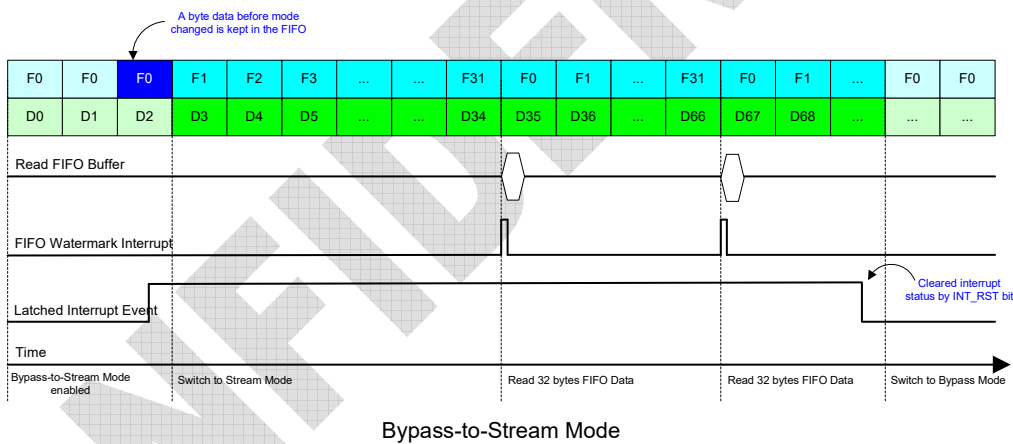 A byte data before mode
changed is kept in the FIFO
F0 F0 F0 F1 F2 F3 ... ... F31 F0 F1 ... F31 F0 F1 ... F0 F0
D0 D1 D2 D3 D4 D5 ... ... D34 D35 D36 ... D66 D67 D68 ... ... ...
Read FIFO Buffer
FIFO Watermark Interrupt
Cleared interrupt
status by INT_RST bit
Latched Interrupt Event
Time
Bypass-to-Stream Mode
enabled
Switch to Stream Mode
Read 32 bytes FIFO Data
Read 32 bytes FIFO Data
Switch to Bypass Mode
Bypass-to-Stream Mode